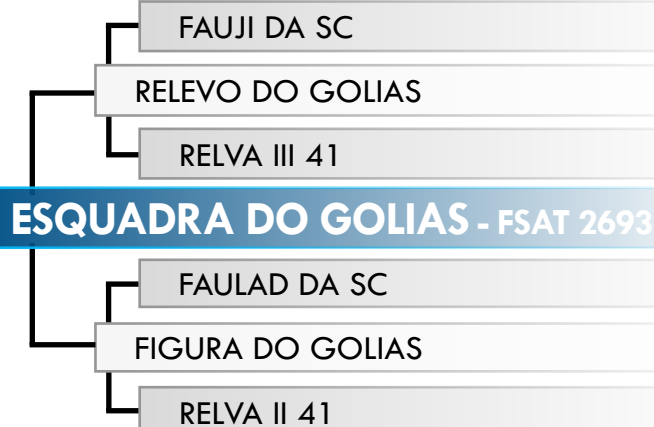 FAUJI DA SC
RELEVO DO GOLIAS
RELVA III 41
ESQUADRA DO GOLIAS - FSAT 2693
FAULAD DA SC
FIGURA DO GOLIAS
RELVA II 41